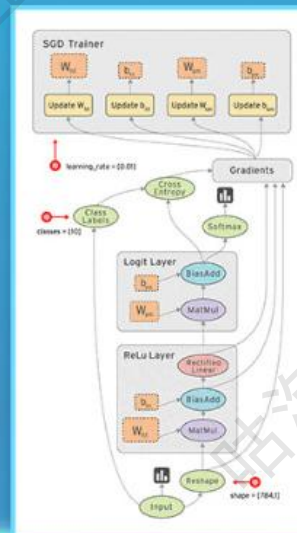 SGD Trainer
Update
Update
Update
Update
learning_rate = [0.01]
Gradients
Cross
Entropy
Class
Labels
classes = [10]
Softmax
Logit Layer
BiasAdd
MatMul
ReLu Layer
Rectified
Linear
BiasAdd
MatMul
Reshape
Input
shape = [784,1]